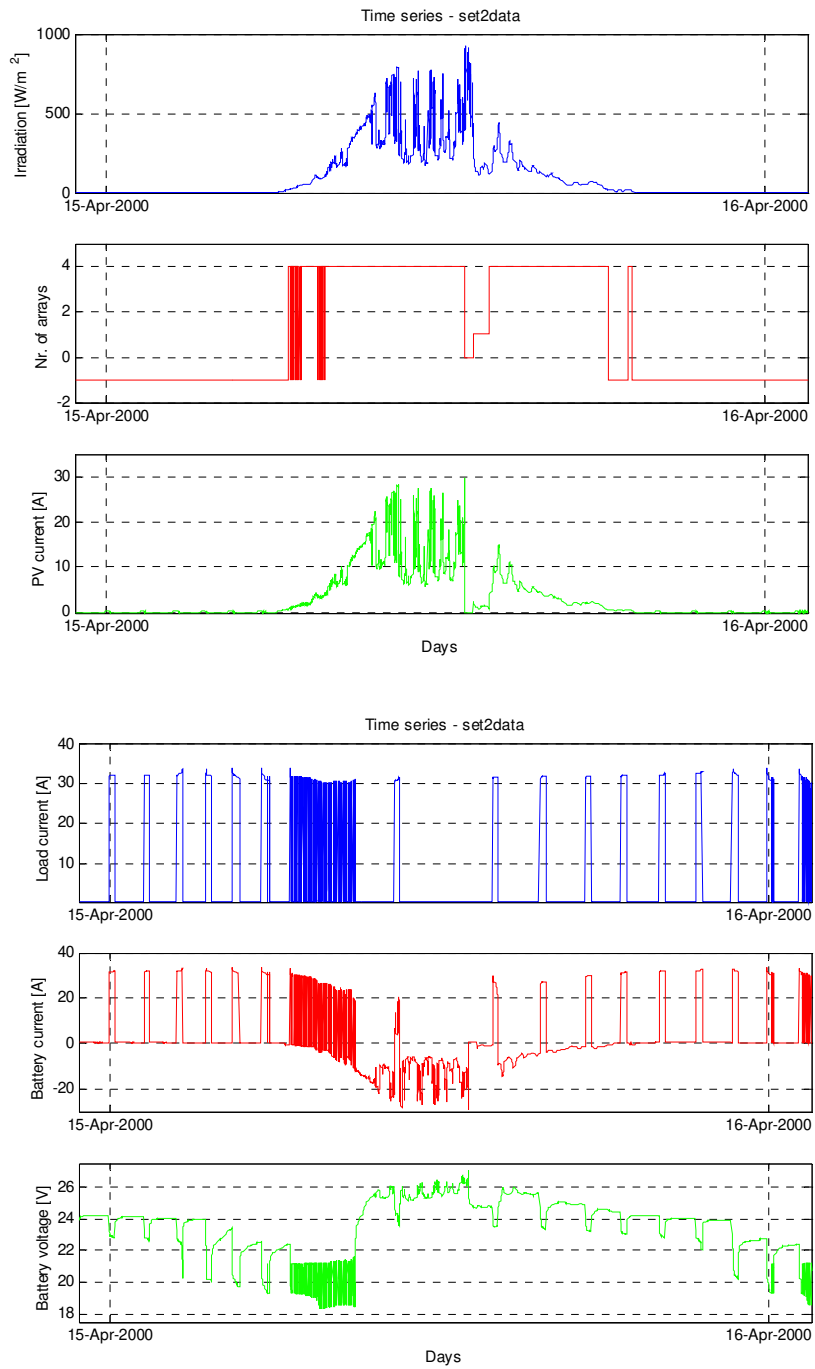 Time series - set2data
1000
500
0
Irradiation [W/m 2]
15-Apr-2000 16-Apr-2000
4
2
0
-2
Nr. of arrays
15-Apr-2000 16-Apr-2000
30
20
10
0
PV current [A]
15-Apr-2000 16-Apr-2000
Days
Time series - set2data
40
30
20
10
Load current [A]
15-Apr-2000 16-Apr-2000
40
20
0
-20
Battery current [A]
15-Apr-2000 16-Apr-2000
26
24
22
20
18
Battery voltage [V]
15-Apr-2000 16-Apr-2000
Days